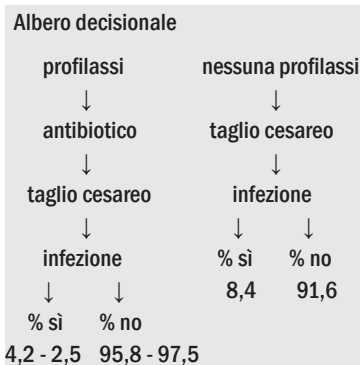 Albero decisionale
profilassi nessuna profilassi
↓ ↓
antibiotico taglio cesareo
↓ ↓
taglio cesareo infezione
↓ ↓ ↓
infezione % sì % no
↓ ↓ 8,4 91,6
% sì % no
4,2 - 2,5 95,8 - 97,5